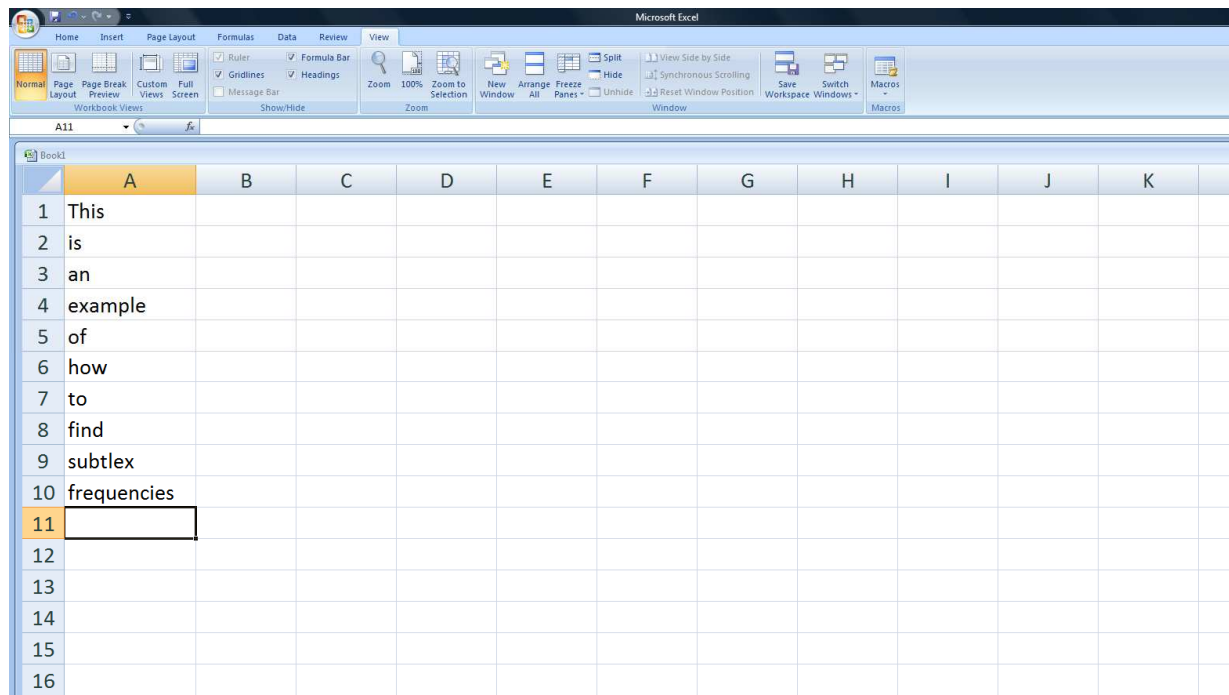 Microsoft Excel
Home Insert Page Layout Formulas Data Review View
Normal Page Layout Page Break Preview Custom Views Full Screen
Workbook Views
Ruler Formula Bar
Gridlines Headings
Message Bar
Show/Hide
Zoom 100% Zoom to Selection
Zoom
New Window Arrange All Freeze Panes
Split
Hide
Unhide
View Side by Side
Synchronous Scrolling
Reset Window Position
Save Workspace Switch Windows
Window
Macros
Macros
A11 fx
Book1
A B C D E F G H I J K
1 This
2 is
3 an
4 example
5 of
6 how
7 to
8 find
9 subtlex
10 frequencies
11
12
13
14
15
16